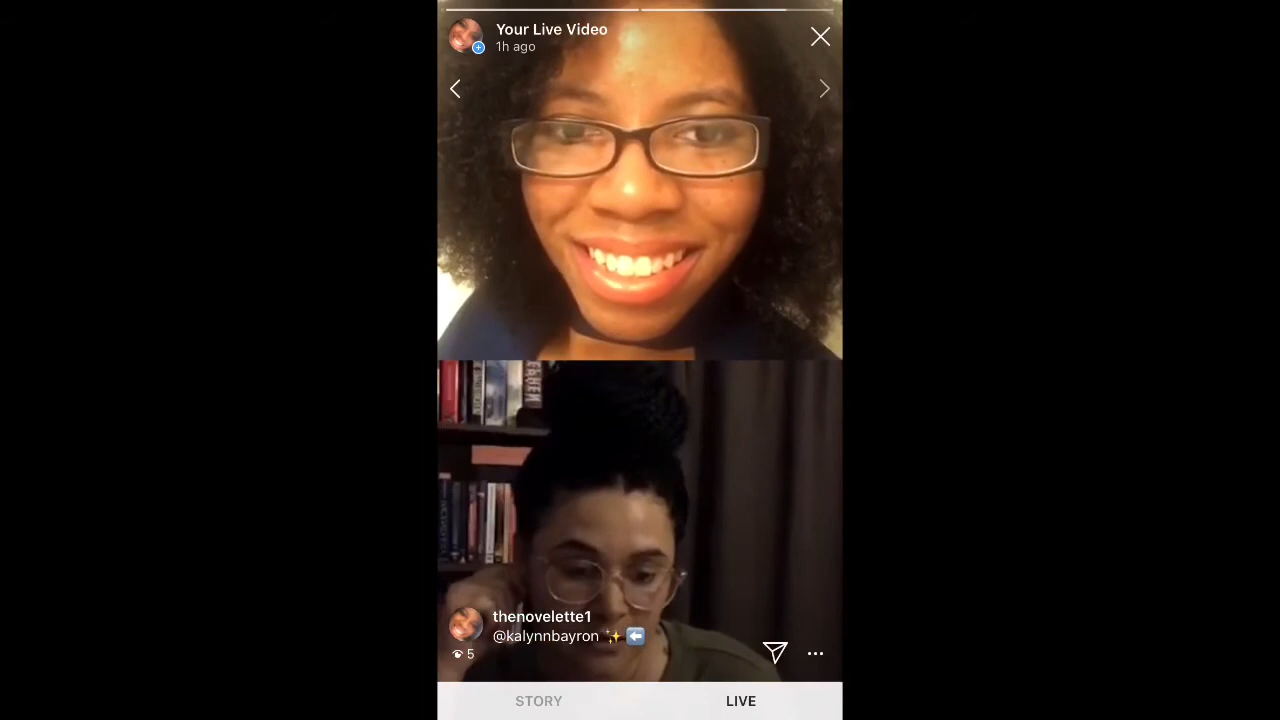 Your Live Video
1h ago
thenovelette1
@kalynnbayron ✨ ⬅️
5
STORY
LIVE